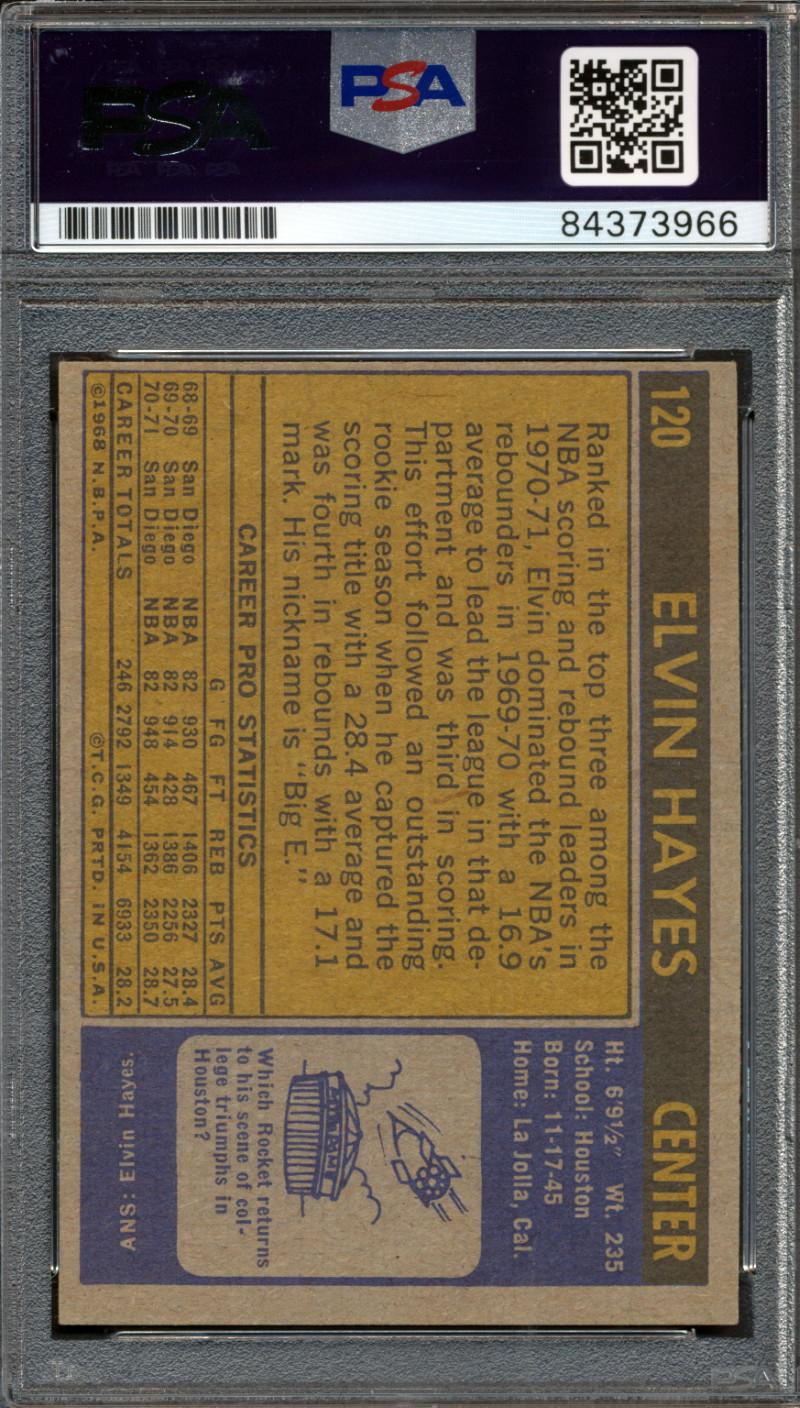 PSA
PSA
PSA PSA PSA
84373966
120 ELVIN HAYES CENTER
Ranked in the top three among the
NBA scoring and rebound leaders in
1970-71, Elvin dominated the NBA's
rebounders in 1969-70 with a 16.9
average to lead the league in that de-
partment and was third in scoring.
This effort followed an outstanding
rookie season when he captured the
scoring title with a 28.4 average and
was fourth in rebounds with a 17.1
mark. His nickname is "Big E."
CAREER PRO STATISTICS
G FG FT REB PTS AVG
68-69 San Diego NBA 82 930 467 1406 2327 28.4
69-70 San Diego NBA 82 914 428 1386 2256 27.5
70-71 San Diego NBA 82 948 454 1362 2350 28.7
CAREER TOTALS 246 2792 1349 4154 6933 28.2
©1968 N.B.P.A. ©T.C.G. PRTD. IN U.S.A.
Ht. 6'9½" Wt. 235
School: Houston
Born: 11-17-45
Home: La Jolla, Cal.
Which Rocket returns
to his scene of col-
lege triumphs in
Houston?
ANS: Elvin Hayes.
PSA